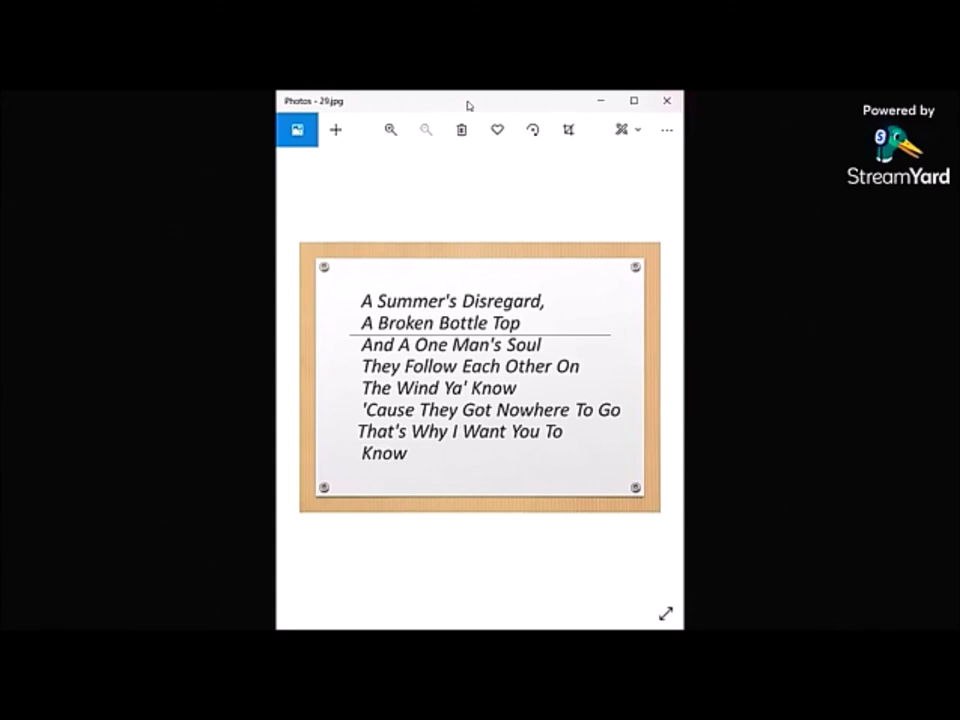 Photos - 29.jpg
Powered by
StreamYard
A Summer's Disregard,
A Broken Bottle Top
And A One Man's Soul
They Follow Each Other On
The Wind Ya' Know
'Cause They Got Nowhere To Go
That's Why I Want You To
Know